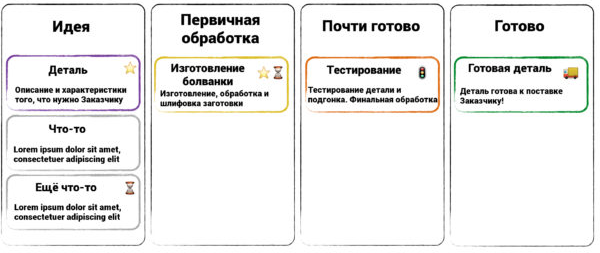 Идея
Деталь
Описание и характеристики
того, что нужно Заказчику
Что-то
Lorem ipsum dolor sit amet,
consectetuer adipiscing elit
Ещё что-то
Lorem ipsum dolor sit amet,
consectetuer adipiscing elit
Первичная
обработка
Изготовление
болванки
Изготовление, обработка и
шлифовка заготовки
Почти готово
Тестирование
Тестирование детали и
подгонка. Финальная обработка
Готово
Готовая деталь
Деталь готова к поставке
Заказчику!